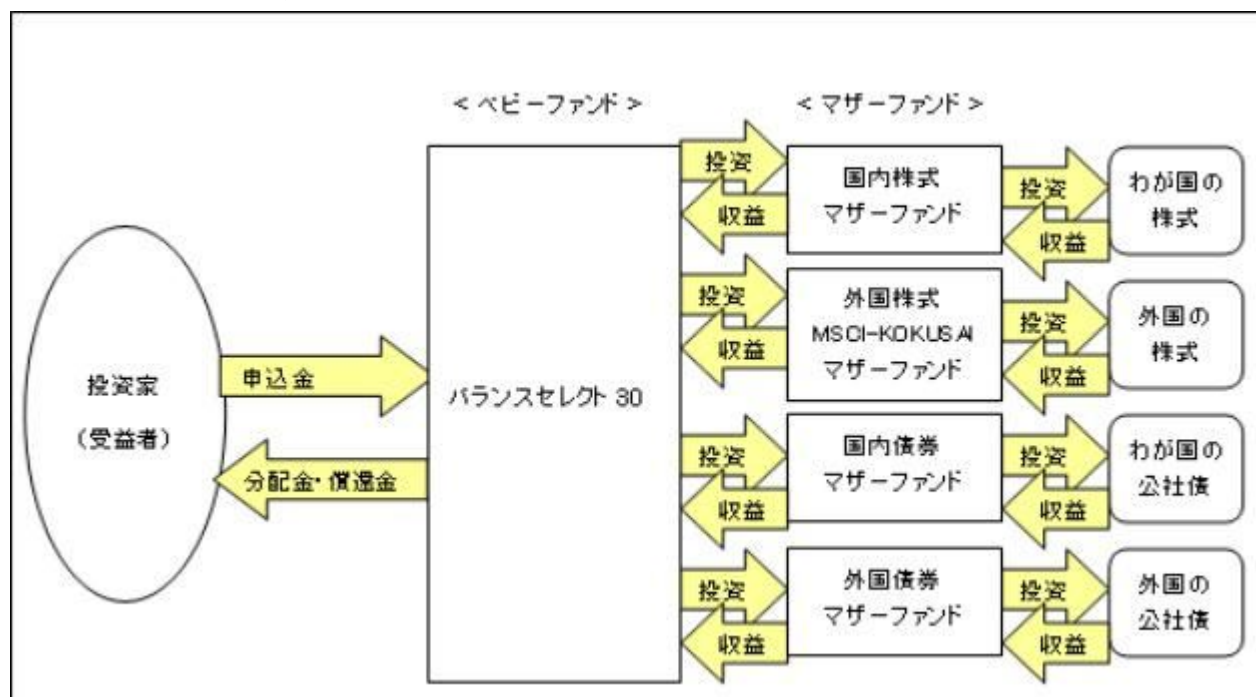 < ベビーファンド >
< マザーファンド >
投資家
(受益者)
申込金
分配金・償還金
バランスセレクト 30
投資
収益
国内株式
マザーファンド
投資
収益
わが国の
株式
投資
収益
外国株式
MSCI-KOKUSAI
マザーファンド
投資
収益
外国の
株式
投資
収益
国内債券
マザーファンド
投資
収益
わが国の
公社債
投資
収益
外国債券
マザーファンド
投資
収益
外国の
公社債